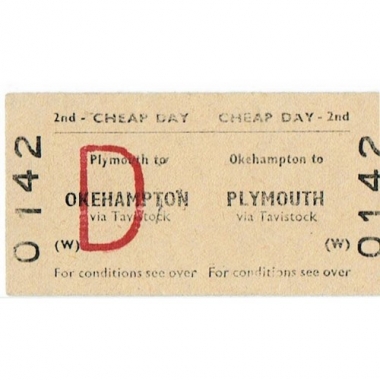 2nd - CHEAP DAY CHEAP DAY - 2nd
Plymouth to Okehampton to
D
OKEHAMPTON PLYMOUTH
via Tavistock via Tavistock
(W) (W)
For conditions see over For conditions see over
0142
0142